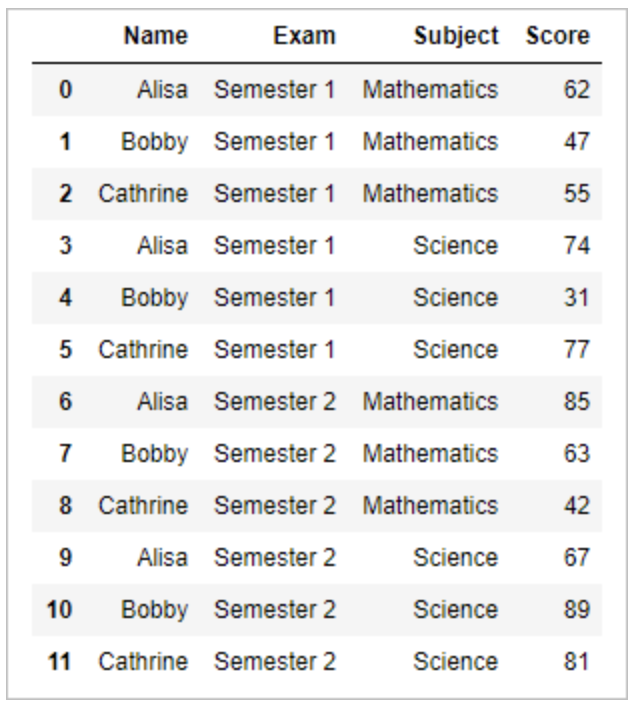 Name Exam Subject Score
0 Alisa Semester 1 Mathematics 62
1 Bobby Semester 1 Mathematics 47
2 Cathrine Semester 1 Mathematics 55
3 Alisa Semester 1 Science 74
4 Bobby Semester 1 Science 31
5 Cathrine Semester 1 Science 77
6 Alisa Semester 2 Mathematics 85
7 Bobby Semester 2 Mathematics 63
8 Cathrine Semester 2 Mathematics 42
9 Alisa Semester 2 Science 67
10 Bobby Semester 2 Science 89
11 Cathrine Semester 2 Science 81